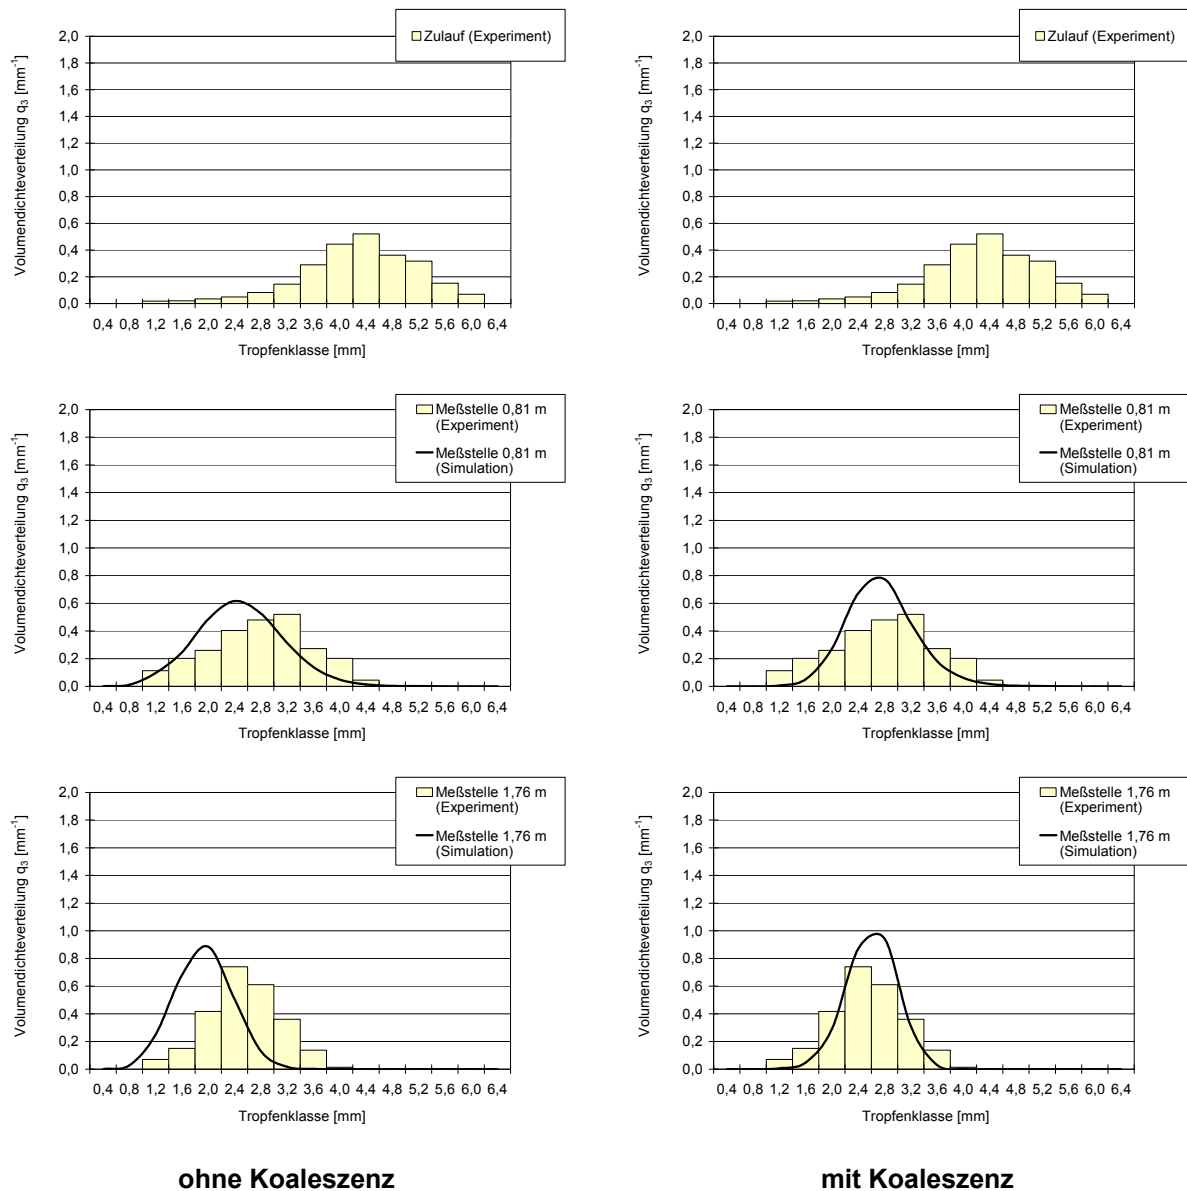 Zulauf (Experiment)
Volumendichteverteilung q₃ [mm⁻¹]
2,0
1,8
1,6
1,4
1,2
1,0
0,8
0,6
0,4
0,2
0,0
0,4 0,8 1,2 1,6 2,0 2,4 2,8 3,2 3,6 4,0 4,4 4,8 5,2 5,6 6,0 6,4
Tropfenklasse [mm]
Zulauf (Experiment)
Volumendichteverteilung q₃ [mm⁻¹]
2,0
1,8
1,6
1,4
1,2
1,0
0,8
0,6
0,4
0,2
0,0
0,4 0,8 1,2 1,6 2,0 2,4 2,8 3,2 3,6 4,0 4,4 4,8 5,2 5,6 6,0 6,4
Tropfenklasse [mm]
Meßstelle 0,81 m
(Experiment)
Meßstelle 0,81 m
(Simulation)
Volumendichteverteilung q₃ [mm⁻¹]
2,0
1,8
1,6
1,4
1,2
1,0
0,8
0,6
0,4
0,2
0,0
0,4 0,8 1,2 1,6 2,0 2,4 2,8 3,2 3,6 4,0 4,4 4,8 5,2 5,6 6,0 6,4
Tropfenklasse [mm]
Meßstelle 0,81 m
(Experiment)
Meßstelle 0,81 m
(Simulation)
Volumendichteverteilung q₃ [mm⁻¹]
2,0
1,8
1,6
1,4
1,2
1,0
0,8
0,6
0,4
0,2
0,0
0,4 0,8 1,2 1,6 2,0 2,4 2,8 3,2 3,6 4,0 4,4 4,8 5,2 5,6 6,0 6,4
Tropfenklasse [mm]
Meßstelle 1,76 m
(Experiment)
Meßstelle 1,76 m
(Simulation)
Volumendichteverteilung q₃ [mm⁻¹]
2,0
1,8
1,6
1,4
1,2
1,0
0,8
0,6
0,4
0,2
0,0
0,4 0,8 1,2 1,6 2,0 2,4 2,8 3,2 3,6 4,0 4,4 4,8 5,2 5,6 6,0 6,4
Tropfenklasse [mm]
Meßstelle 1,76 m
(Experiment)
Meßstelle 1,76 m
(Simulation)
Volumendichteverteilung q₃ [mm⁻¹]
2,0
1,8
1,6
1,4
1,2
1,0
0,8
0,6
0,4
0,2
0,0
0,4 0,8 1,2 1,6 2,0 2,4 2,8 3,2 3,6 4,0 4,4 4,8 5,2 5,6 6,0 6,4
Tropfenklasse [mm]
ohne Koaleszenz
mit Koaleszenz